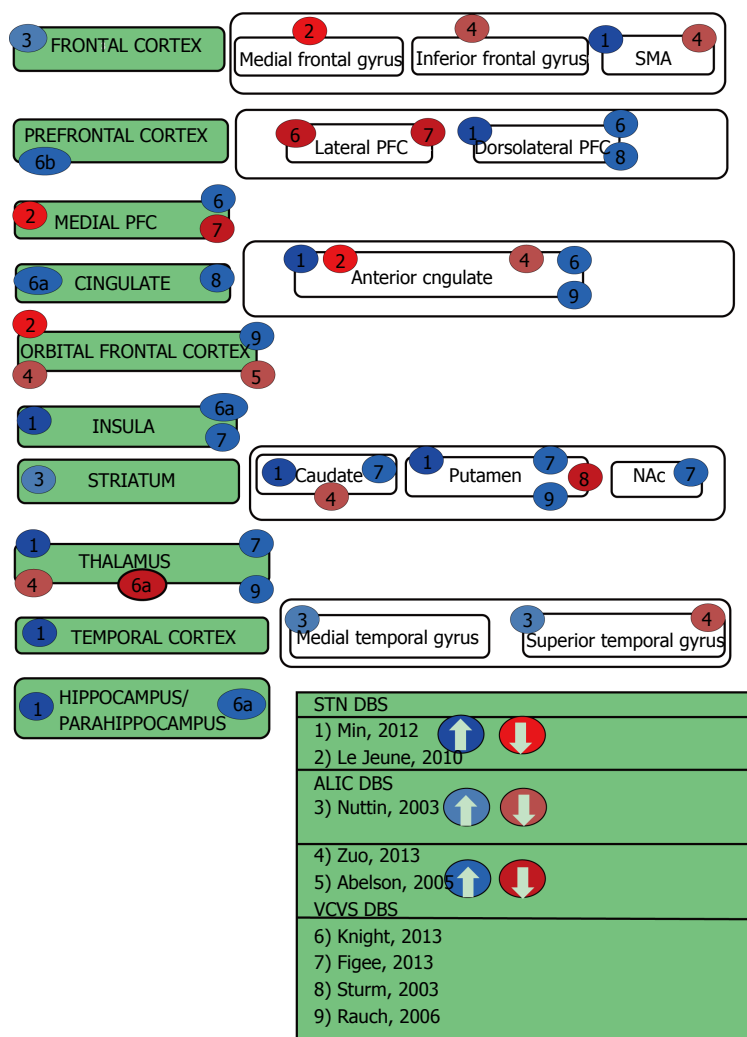 3 FRONTAL CORTEX
2
Medial frontal gyrus
4
Inferior frontal gyrus
1 4
SMA
PREFRONTAL CORTEX
6b
6 7
Lateral PFC
1 6
Dorsolateral PFC
8
2 6
MEDIAL PFC 7
6a CINGULATE 8
1 2 4 6
Anterior cngulate
9
2
9
ORBITAL FRONTAL CORTEX
4 5
1 6a
INSULA 7
3 STRIATUM
1 Caudate 7
4
1 7
Putamen 8
9
NAc 7
1 7
THALAMUS
4 6a 9
1 TEMPORAL CORTEX
3
Medial temporal gyrus
3 4
Superior temporal gyrus
1 HIPPOCAMPUS/ 6a
PARAHIPPOCAMPUS
STN DBS
1) Min, 2012
2) Le Jeune, 2010
ALIC DBS
3) Nuttin, 2003
4) Zuo, 2013
5) Abelson, 2005
VCVS DBS
6) Knight, 2013
7) Figee, 2013
8) Sturm, 2003
9) Rauch, 2006